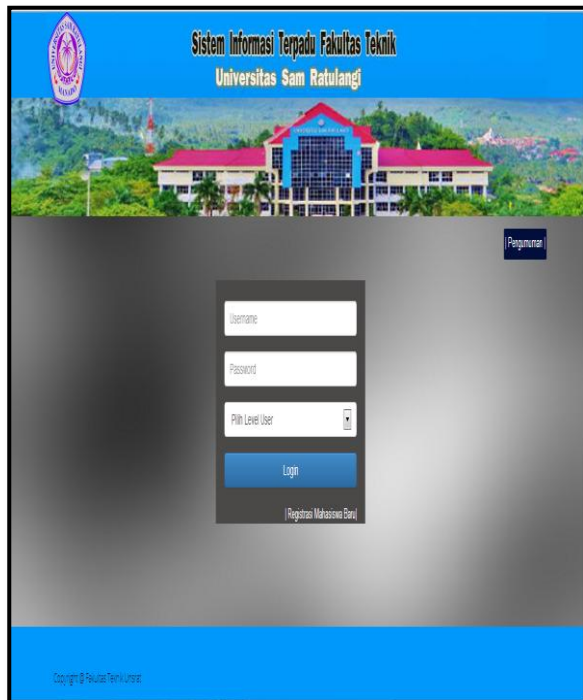 Sistem Informasi Terpadu Fakultas Teknik
Universitas Sam Ratulangi
| Pengumuman |
Username
Password
Pilih Level User
Login
| Registrasi Mahasiswa Baru|
Copyright @ Fakultas Teknik Unsrat